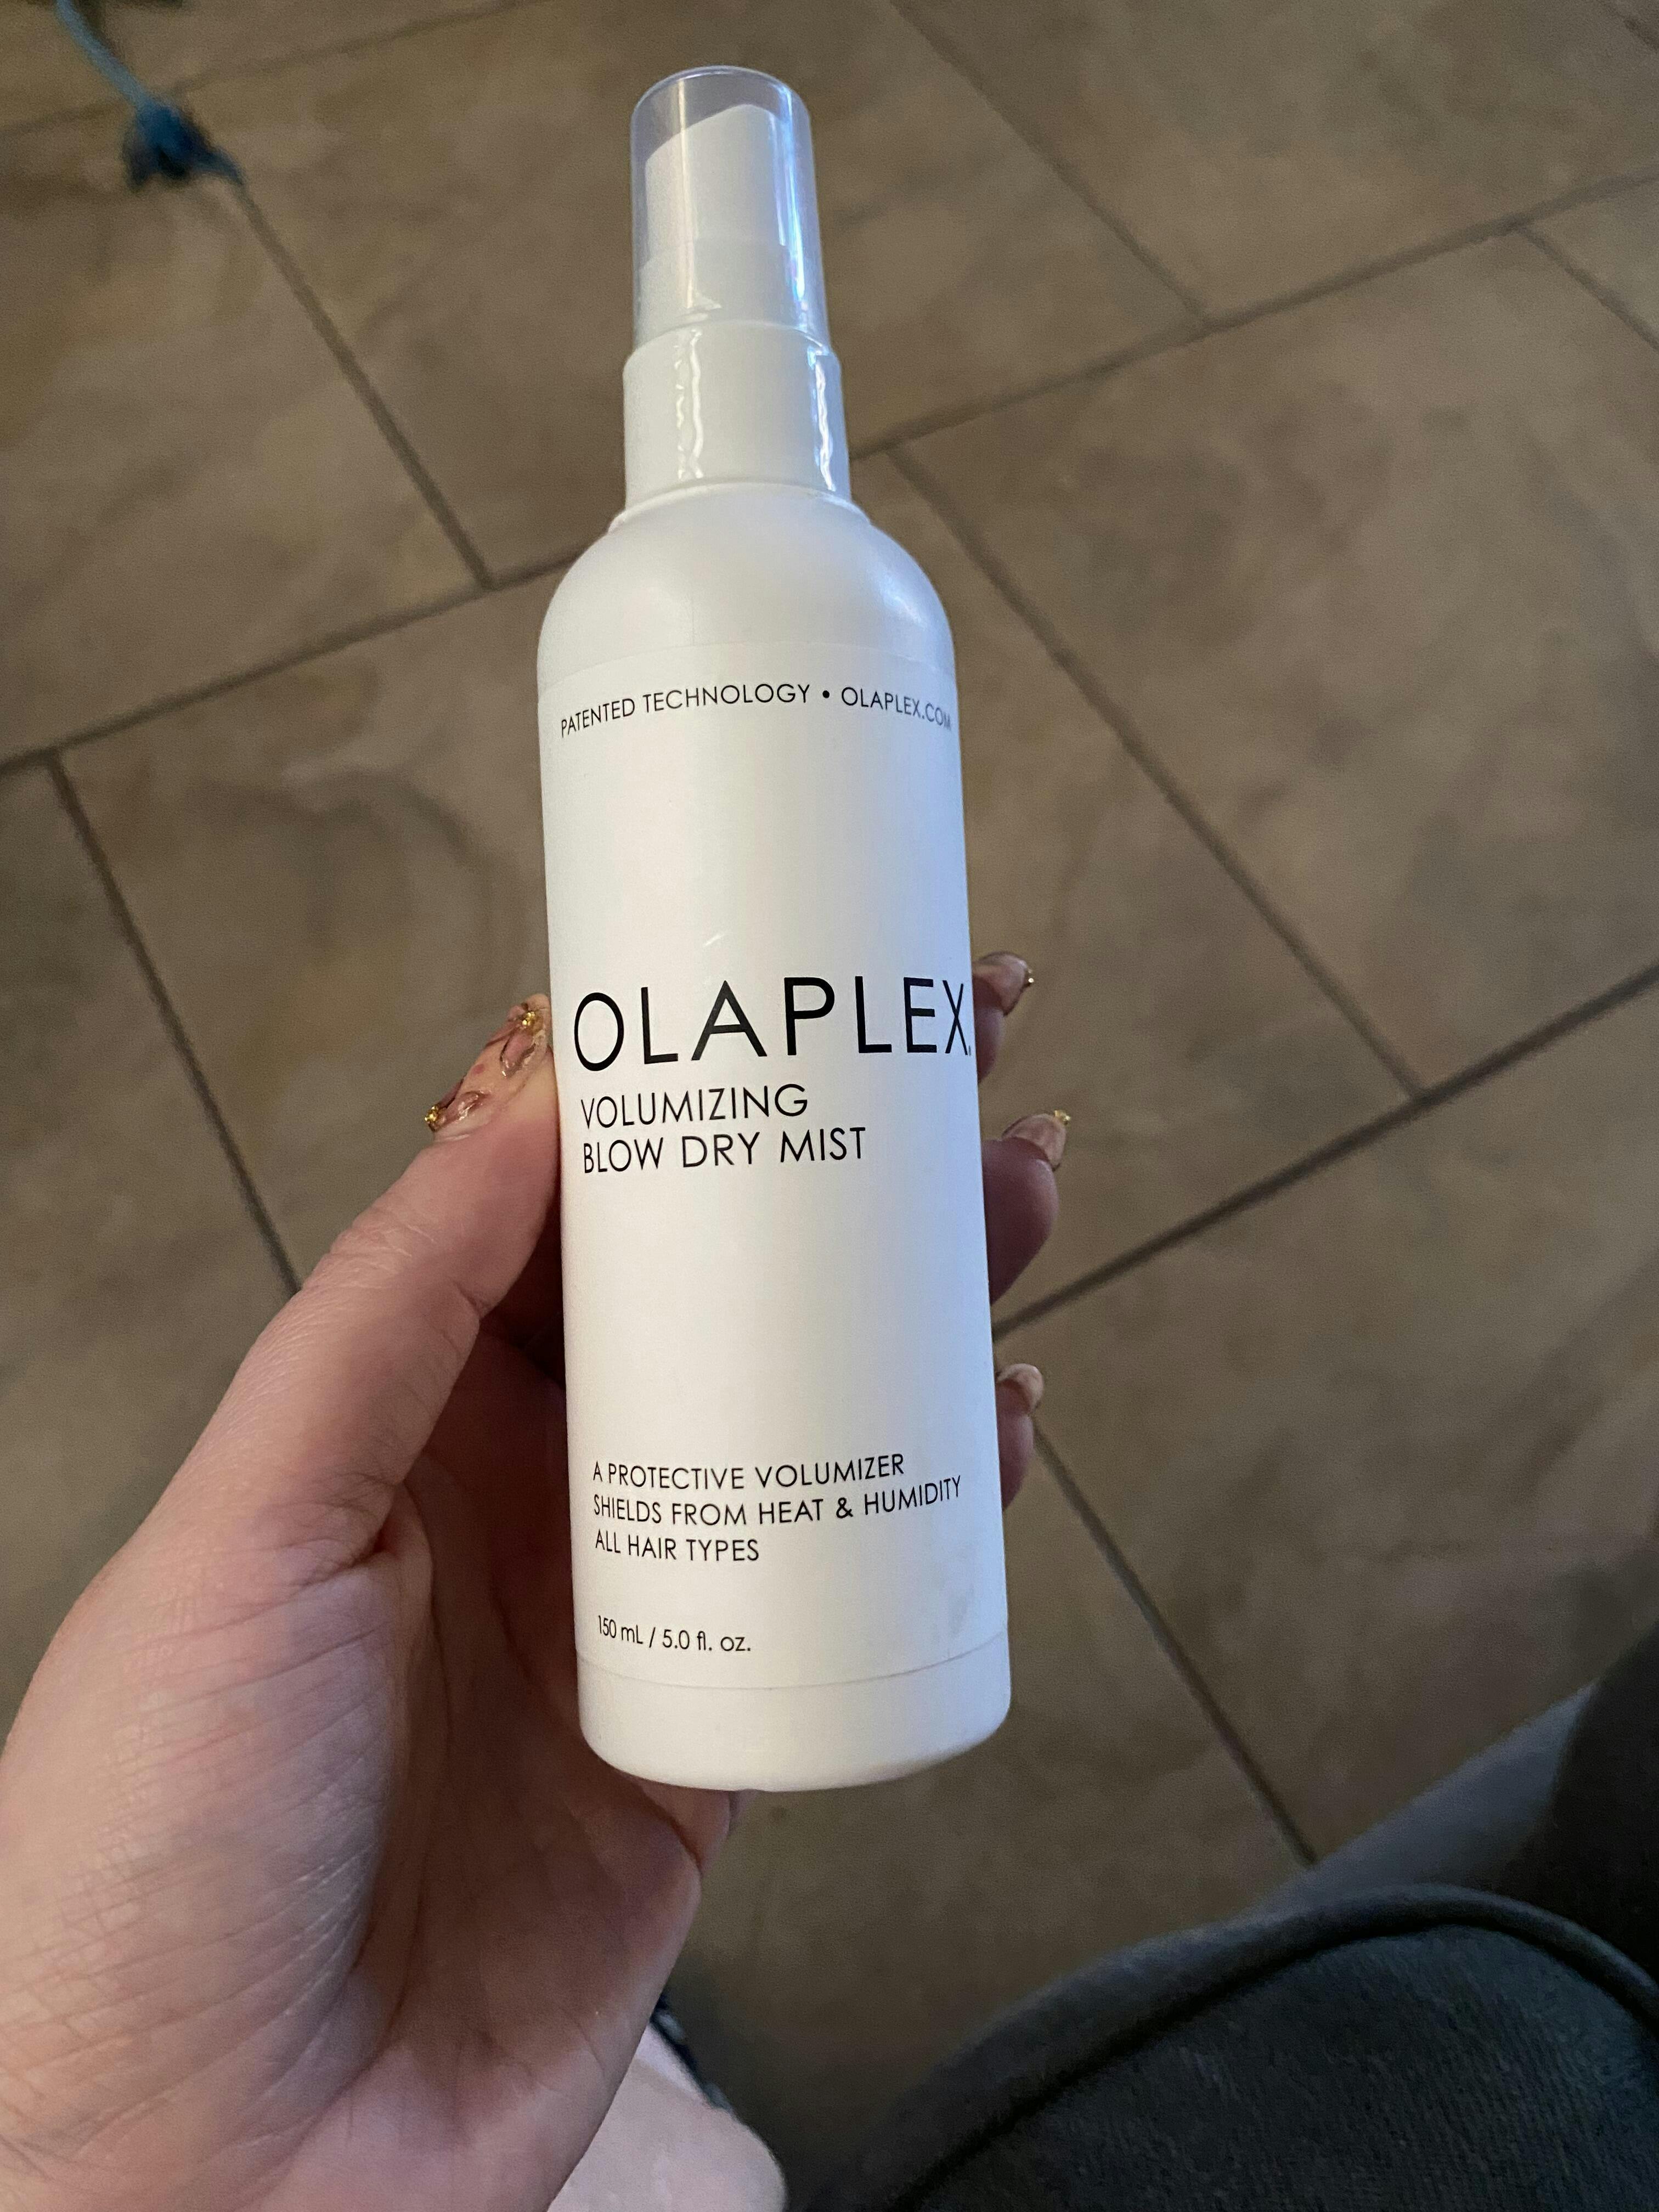 PATENTED TECHNOLOGY • OLAPLEX.COM
OLAPLEX.
VOLUMIZING
BLOW DRY MIST
A PROTECTIVE VOLUMIZER
SHIELDS FROM HEAT & HUMIDITY
ALL HAIR TYPES
150 mL / 5.0 fl. oz.